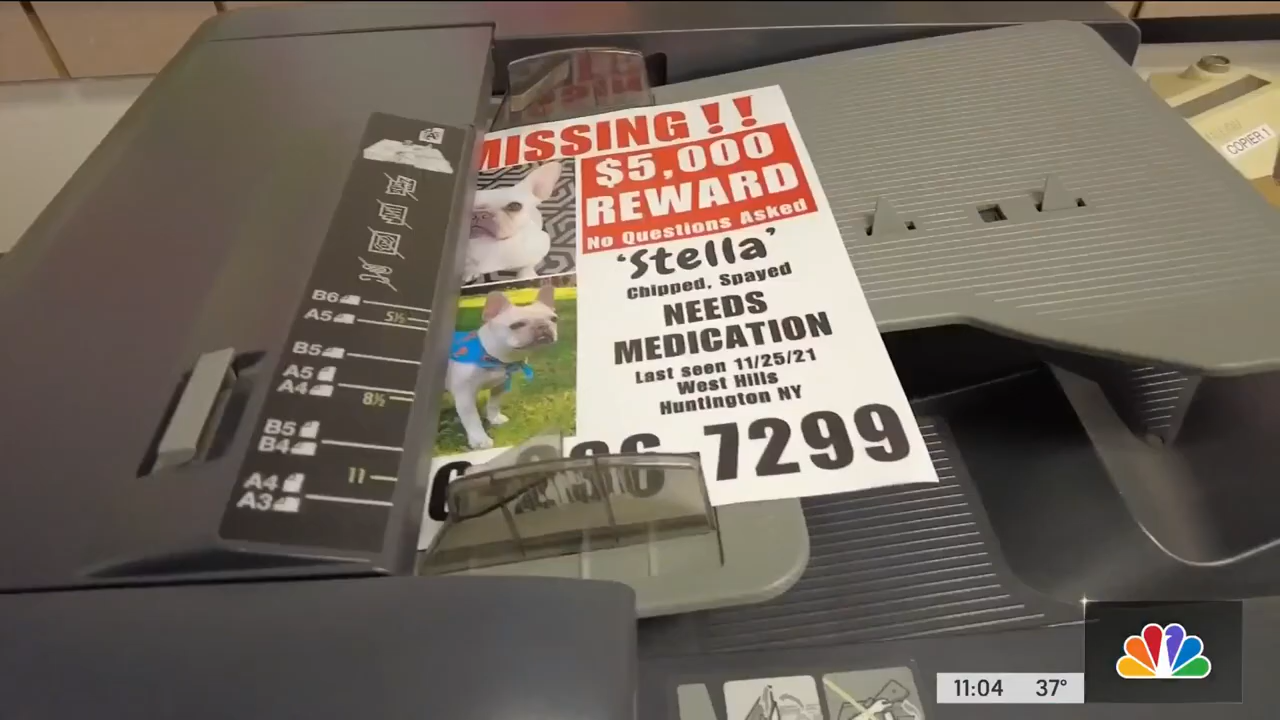 MISSING!!
$5,000
REWARD
No Questions Asked
'Stella'
Chipped, Spayed
NEEDS
MEDICATION
Last seen 11/25/21
West Hills
Huntington NY
7299
B6
A5 5½
B5
A5
A4 8½
B5
B4
11
A4
A3
COPIER 1
11:04 37°